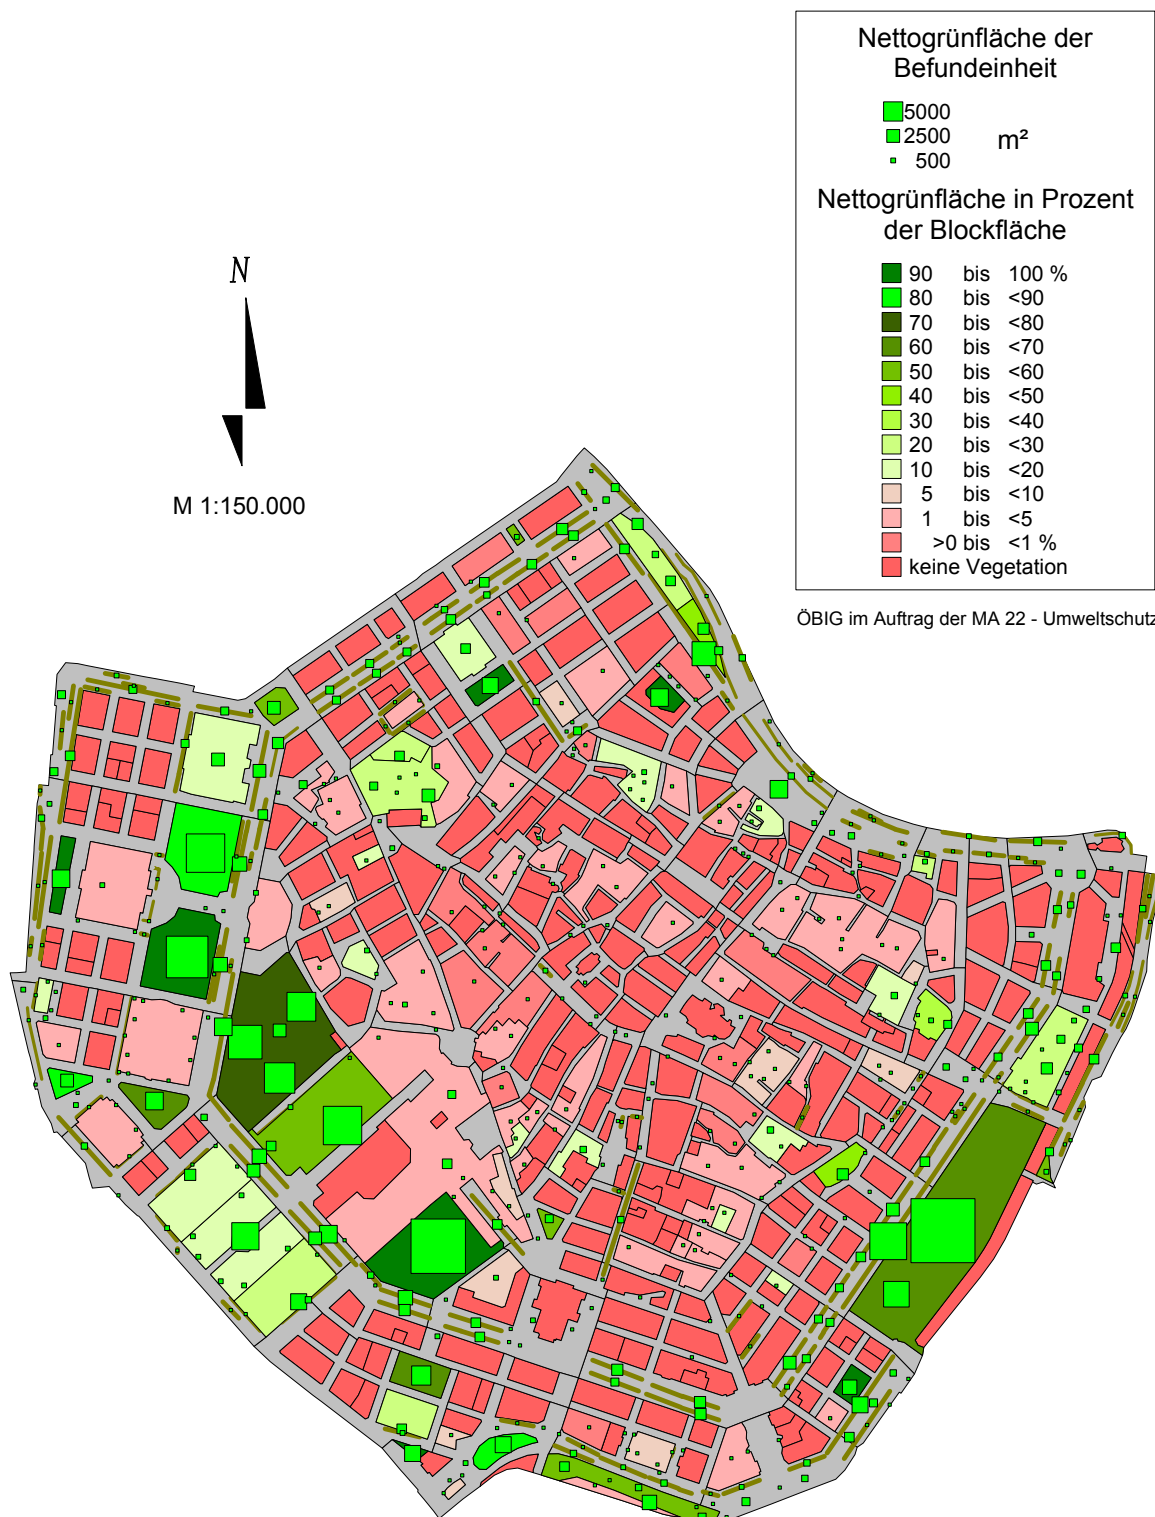 Nettogrünfläche der
Befundeinheit
5000
2500 m²
500
Nettogrünfläche in Prozent
der Blockfläche
90 bis 100 %
80 bis <90
70 bis <80
60 bis <70
50 bis <60
40 bis <50
30 bis <40
20 bis <30
10 bis <20
5 bis <10
1 bis <5
>0 bis <1 %
keine Vegetation
ÖBIG im Auftrag der MA 22 - Umweltschutz
N
M 1:150.000